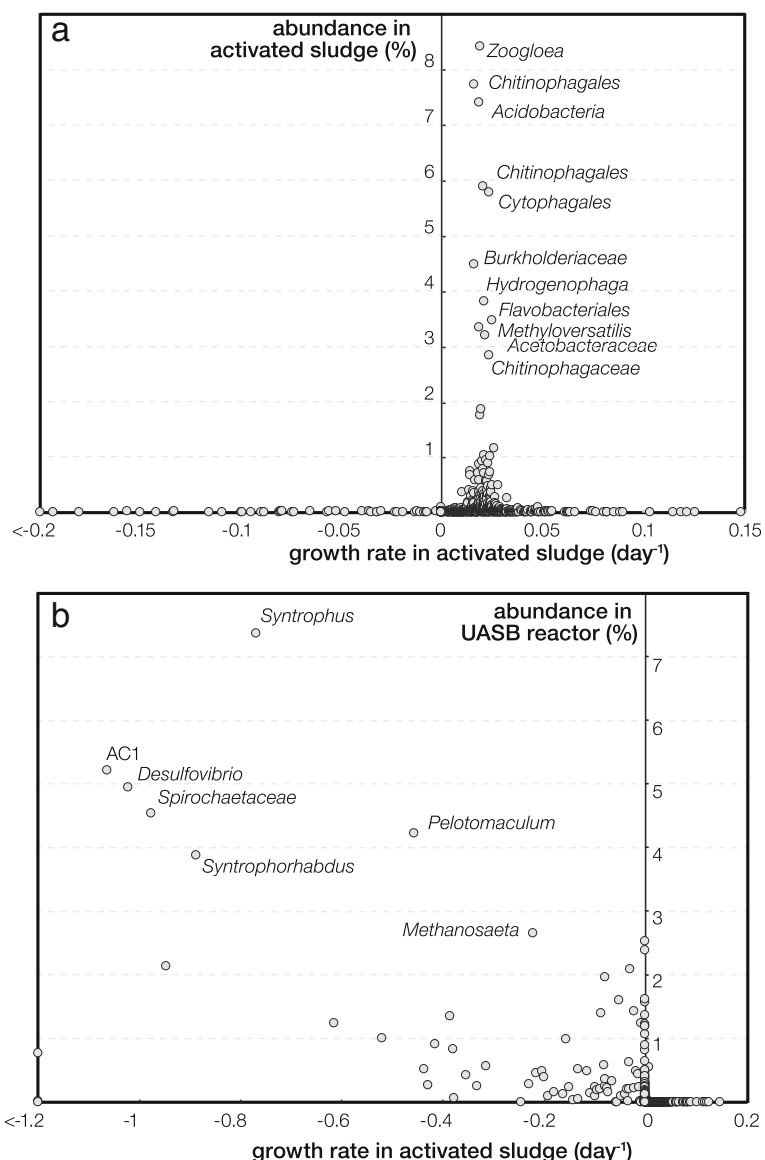 a
abundance in
activated sludge (%)
8
7
6
5
4
3
2
1
Zoogloea
Chitinophagales
Acidobacteria
Chitinophagales
Cytophagales
Burkholderiaceae
Hydrogenophaga
Flavobacteriales
Methyloversatilis
Acetobacteraceae
Chitinophagaceae
<-0.2 -0.15 -0.1 -0.05 0 0.05 0.1 0.15
growth rate in activated sludge (day-1)
b
abundance in
UASB reactor (%)
Syntrophus
7
6
AC1
Desulfovibrio
5
Spirochaetaceae
Pelotomaculum
4
Syntrophorhabdus
3
Methanosaeta
2
1
<-1.2 -1 -0.8 -0.6 -0.4 -0.2 0 0.2
growth rate in activated sludge (day-1)